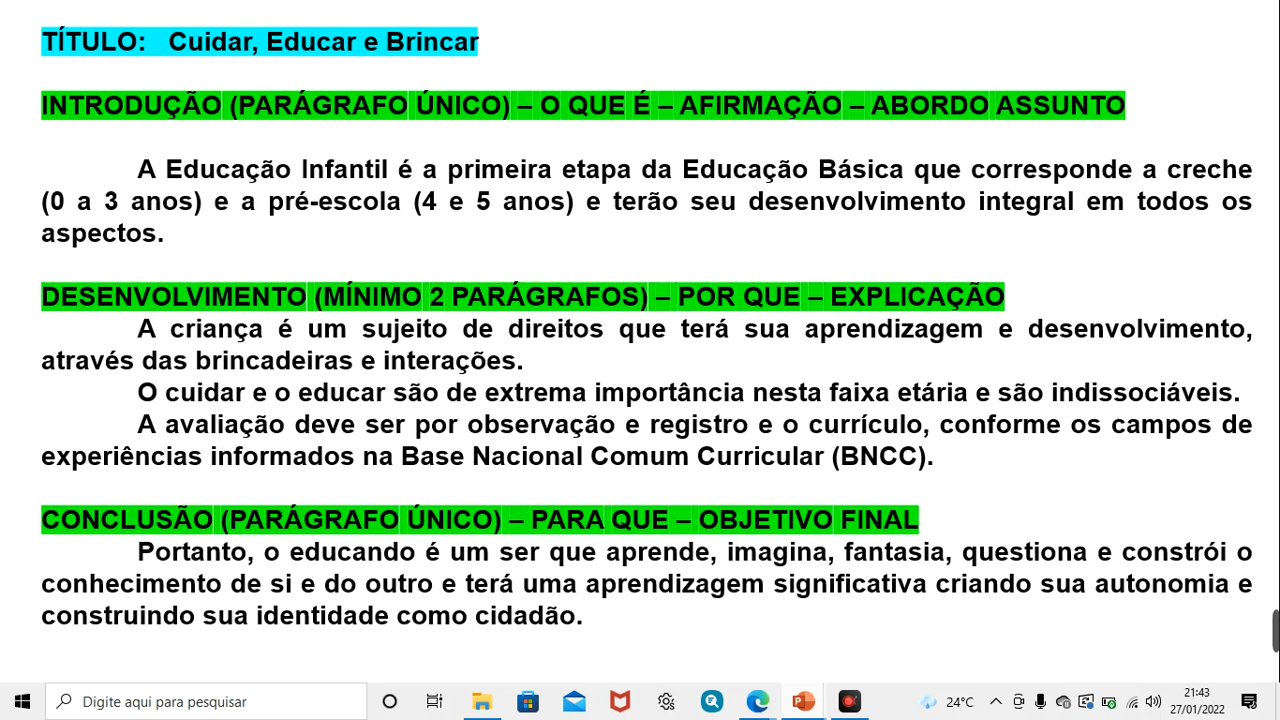 TÍTULO: Cuidar, Educar e Brincar
INTRODUÇÃO (PARÁGRAFO ÚNICO) – O QUE É – AFIRMAÇÃO – ABORDO ASSUNTO
A Educação Infantil é a primeira etapa da Educação Básica que corresponde a creche
(0 a 3 anos) e a pré-escola (4 e 5 anos) e terão seu desenvolvimento integral em todos os
aspectos.
DESENVOLVIMENTO (MÍNIMO 2 PARÁGRAFOS) – POR QUE – EXPLICAÇÃO
A criança é um sujeito de direitos que terá sua aprendizagem e desenvolvimento,
através das brincadeiras e interações.
O cuidar e o educar são de extrema importância nesta faixa etária e são indissociáveis.
A avaliação deve ser por observação e registro e o currículo, conforme os campos de
experiências informados na Base Nacional Comum Curricular (BNCC).
CONCLUSÃO (PARÁGRAFO ÚNICO) – PARA QUE – OBJETIVO FINAL
Portanto, o educando é um ser que aprende, imagina, fantasia, questiona e constrói o
conhecimento de si e do outro e terá uma aprendizagem significativa criando sua autonomia e
construindo sua identidade como cidadão.
Digite aqui para pesquisar
24°C
21:43
27/01/2022